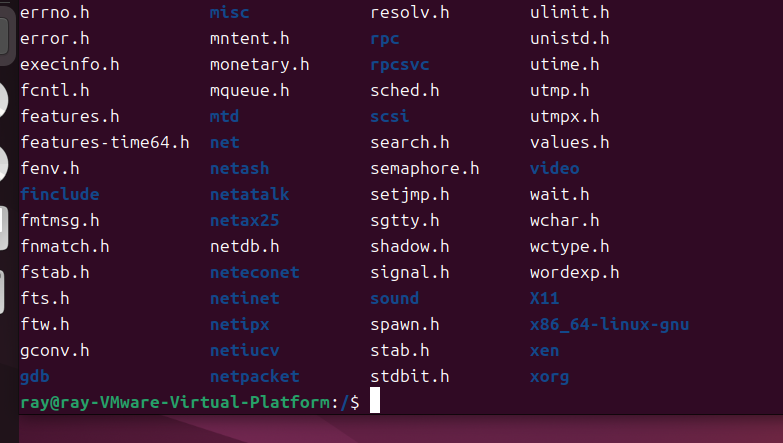 errno.h misc resolv.h ulimit.h
error.h mntent.h rpc unistd.h
execinfo.h monetary.h rpcsvc utime.h
fcntl.h mqueue.h sched.h utmp.h
features.h mtd scsi utmpx.h
features-time64.h net search.h values.h
fenv.h netash semaphore.h video
finclude netatalk setjmp.h wait.h
fmtmsg.h netax25 sgtty.h wchar.h
fnmatch.h netdb.h shadow.h wctype.h
fstab.h neteconet signal.h wordexp.h
fts.h netinet sound X11
ftw.h netipx spawn.h x86_64-linux-gnu
gconv.h netiucv stab.h xen
gdb netpacket stdbit.h xorg
ray@ray-VMware-Virtual-Platform:/$